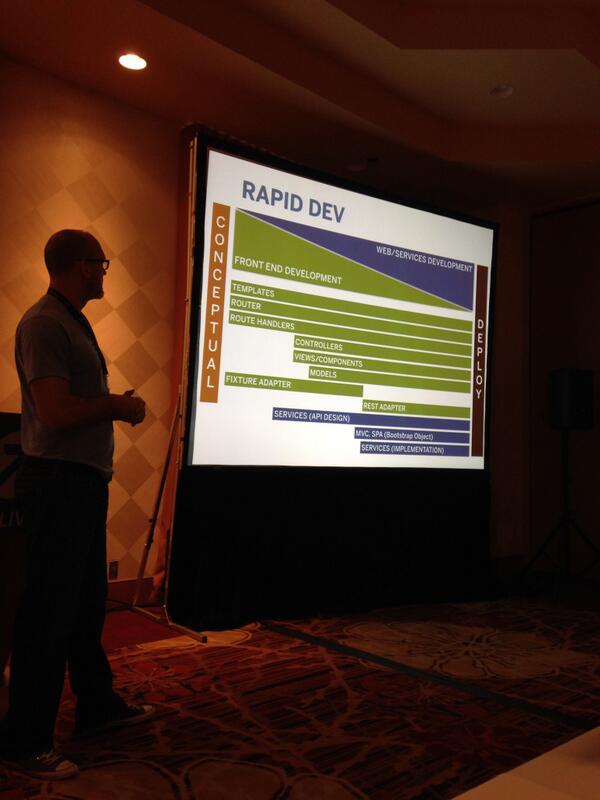 RAPID DEV
CONCEPTUAL
WEB/SERVICES DEVELOPMENT
FRONT END DEVELOPMENT
TEMPLATES
ROUTER
ROUTE HANDLERS
CONTROLLERS
VIEWS/COMPONENTS
MODELS
FIXTURE ADAPTER
REST ADAPTER
SERVICES (API DESIGN)
MVC, SPA (Bootstrap Object)
SERVICES (IMPLEMENTATION)
DEPLOY